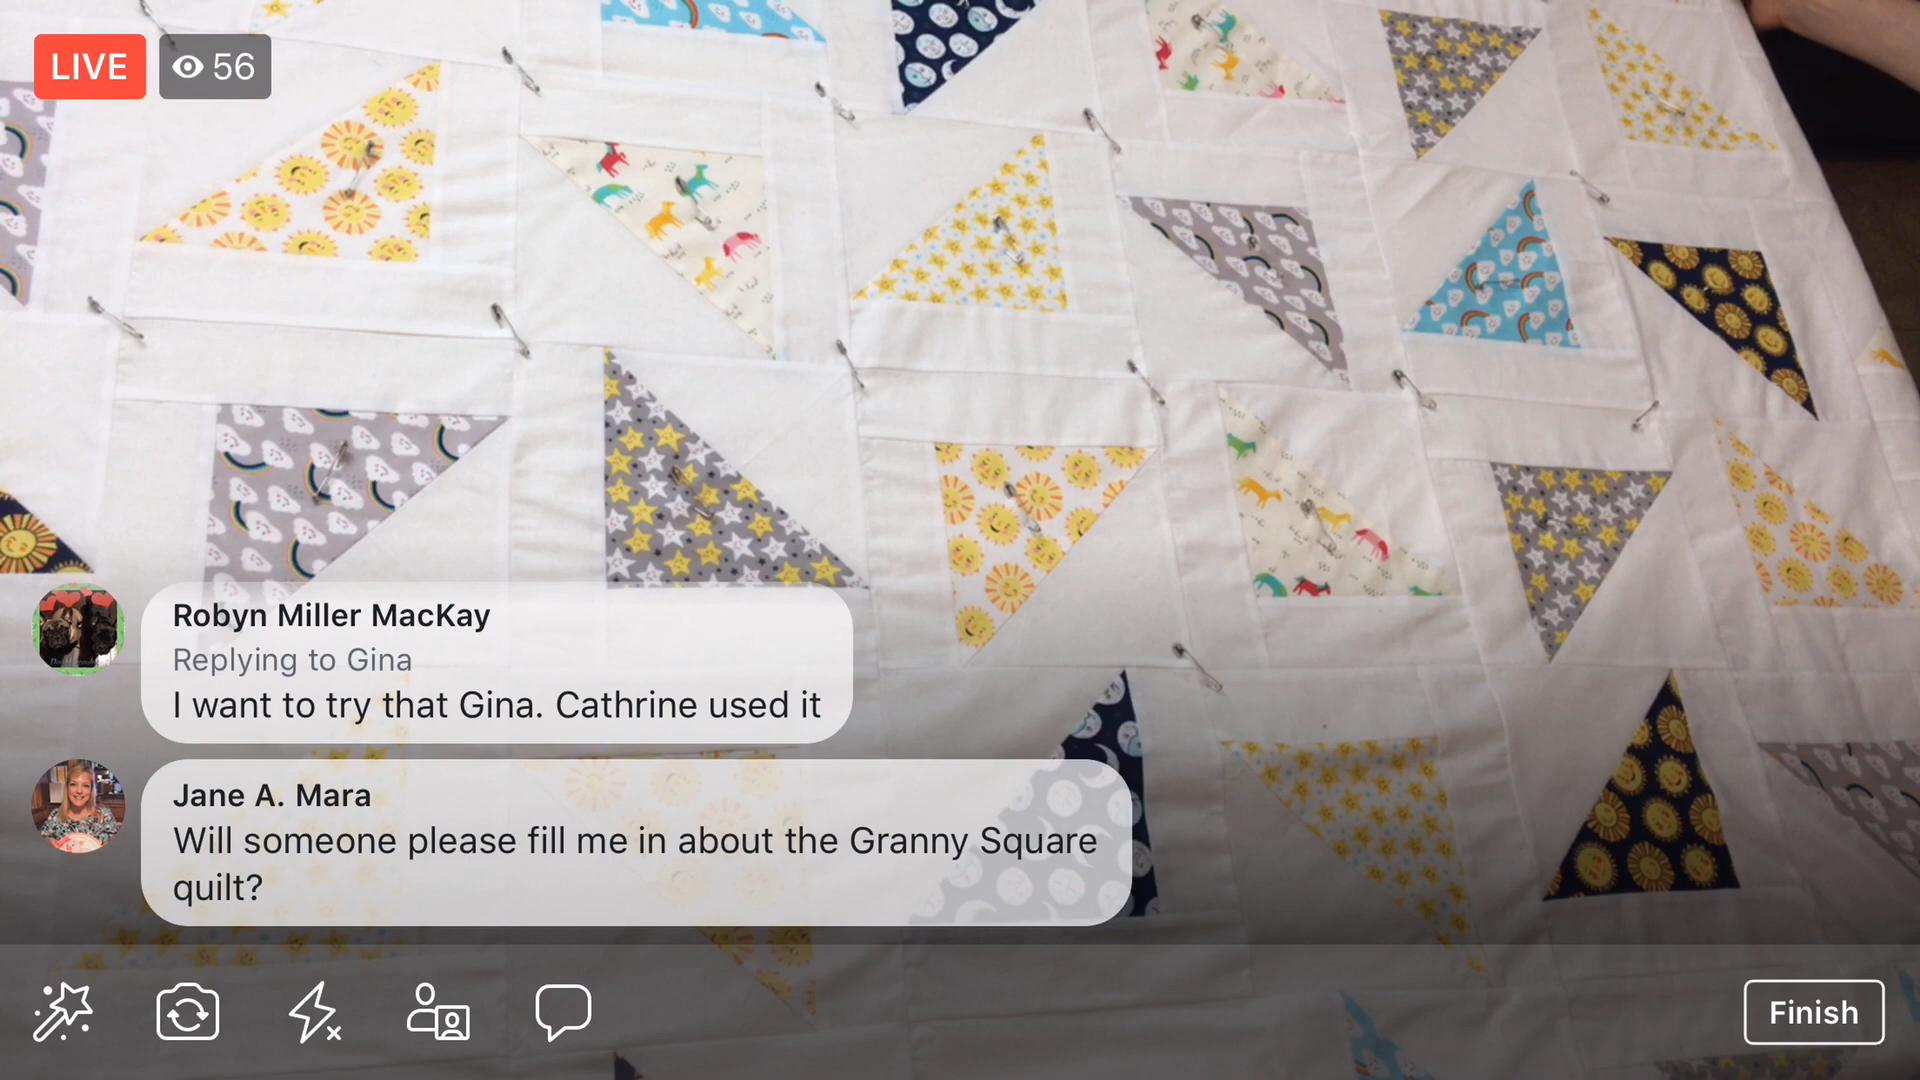 LIVE 56
Robyn Miller MacKay
Replying to Gina
I want to try that Gina. Cathrine used it
Jane A. Mara
Will someone please fill me in about the Granny Square
quilt?
Finish